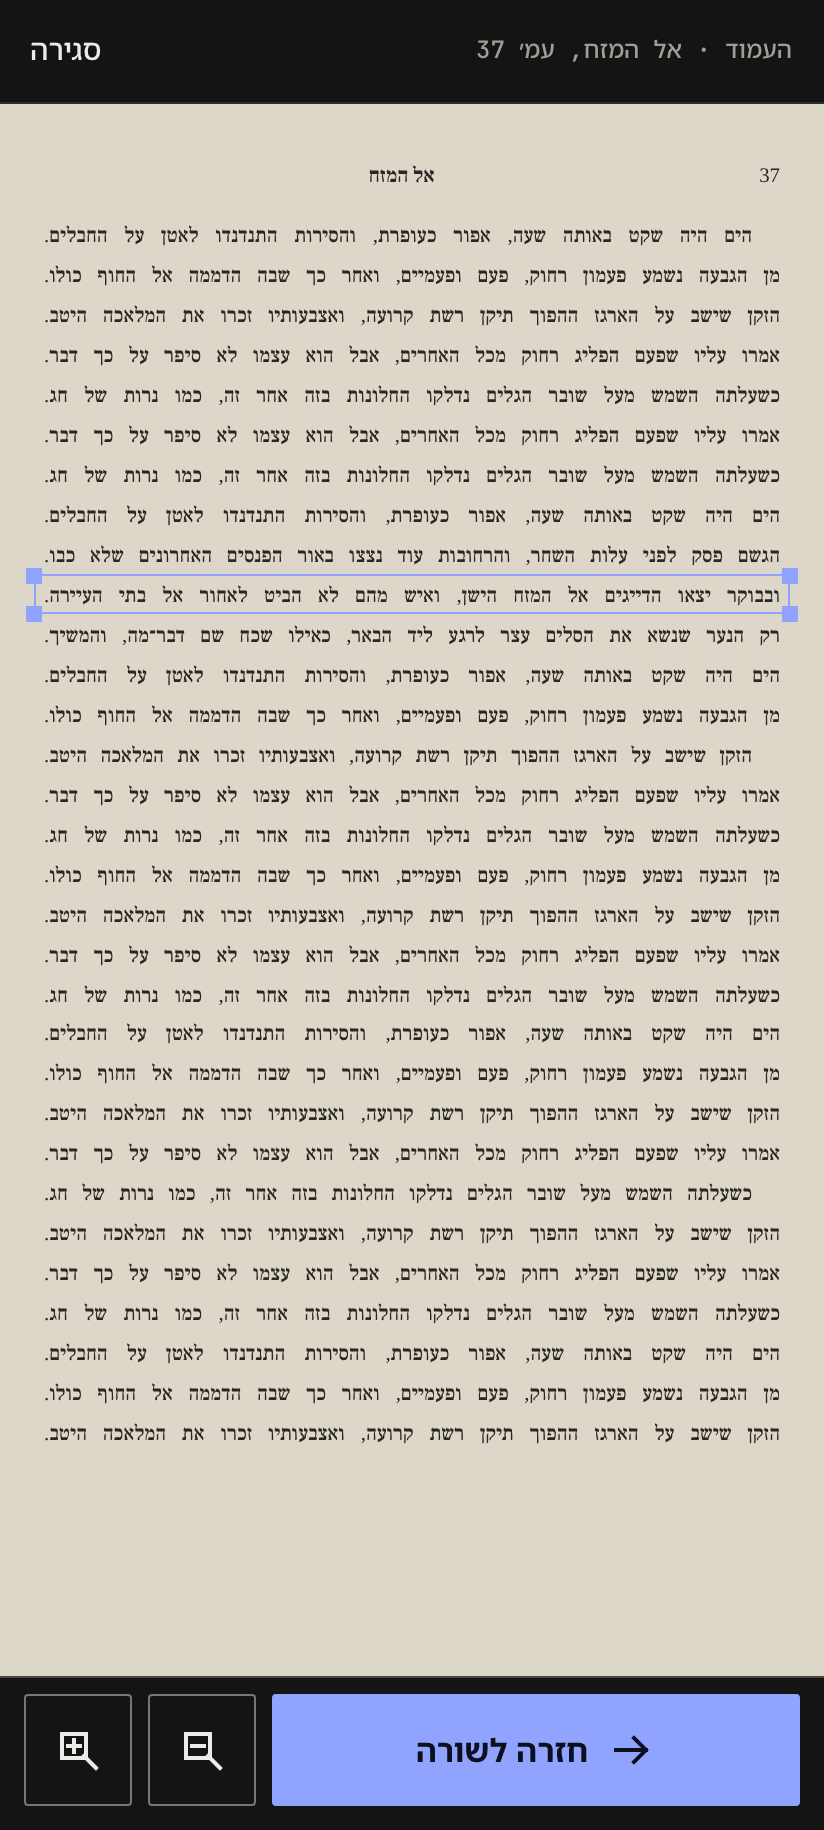 העמוד · אל המזח, עמ׳ 37
סגירה
37
אל המזח
הים היה שקט באותה שעה, אפור כעופרת, והסירות התנדנדו לאטן על החבלים.
מן הגבעה נשמע פעמון רחוק, פעם ופעמיים, ואחר כך שבה הדממה אל החוף כולו.
הזקן שישב על הארגז ההפוך תיקן רשת קרועה, ואצבעותיו זכרו את המלאכה היטב.
אמרו עליו שפעם הפליג רחוק מכל האחרים, אבל הוא עצמו לא סיפר על כך דבר.
כשעלתה השמש מעל שובר הגלים נדלקו החלונות בזה אחר זה, כמו נרות של חג.
אמרו עליו שפעם הפליג רחוק מכל האחרים, אבל הוא עצמו לא סיפר על כך דבר.
כשעלתה השמש מעל שובר הגלים נדלקו החלונות בזה אחר זה, כמו נרות של חג.
הים היה שקט באותה שעה, אפור כעופרת, והסירות התנדנדו לאטן על החבלים.
הגשם פסק לפני עלות השחר, והרחובות עוד נצצו באור הפנסים האחרונים שלא כבו.
ובבוקר יצאו הדייגים אל המזח הישן, ואיש מהם לא הביט לאחור אל בתי העיירה.
רק הנער שנשא את הסלים עצר לרגע ליד הבאר, כאילו שכח שם דבר־מה, והמשיך.
הים היה שקט באותה שעה, אפור כעופרת, והסירות התנדנדו לאטן על החבלים.
מן הגבעה נשמע פעמון רחוק, פעם ופעמיים, ואחר כך שבה הדממה אל החוף כולו.
הזקן שישב על הארגז ההפוך תיקן רשת קרועה, ואצבעותיו זכרו את המלאכה היטב.
אמרו עליו שפעם הפליג רחוק מכל האחרים, אבל הוא עצמו לא סיפר על כך דבר.
כשעלתה השמש מעל שובר הגלים נדלקו החלונות בזה אחר זה, כמו נרות של חג.
מן הגבעה נשמע פעמון רחוק, פעם ופעמיים, ואחר כך שבה הדממה אל החוף כולו.
הזקן שישב על הארגז ההפוך תיקן רשת קרועה, ואצבעותיו זכרו את המלאכה היטב.
אמרו עליו שפעם הפליג רחוק מכל האחרים, אבל הוא עצמו לא סיפר על כך דבר.
כשעלתה השמש מעל שובר הגלים נדלקו החלונות בזה אחר זה, כמו נרות של חג.
הים היה שקט באותה שעה, אפור כעופרת, והסירות התנדנדו לאטן על החבלים.
מן הגבעה נשמע פעמון רחוק, פעם ופעמיים, ואחר כך שבה הדממה אל החוף כולו.
הזקן שישב על הארגז ההפוך תיקן רשת קרועה, ואצבעותיו זכרו את המלאכה היטב.
אמרו עליו שפעם הפליג רחוק מכל האחרים, אבל הוא עצמו לא סיפר על כך דבר.
כשעלתה השמש מעל שובר הגלים נדלקו החלונות בזה אחר זה, כמו נרות של חג.
הזקן שישב על הארגז ההפוך תיקן רשת קרועה, ואצבעותיו זכרו את המלאכה היטב.
אמרו עליו שפעם הפליג רחוק מכל האחרים, אבל הוא עצמו לא סיפר על כך דבר.
כשעלתה השמש מעל שובר הגלים נדלקו החלונות בזה אחר זה, כמו נרות של חג.
הים היה שקט באותה שעה, אפור כעופרת, והסירות התנדנדו לאטן על החבלים.
מן הגבעה נשמע פעמון רחוק, פעם ופעמיים, ואחר כך שבה הדממה אל החוף כולו.
הזקן שישב על הארגז ההפוך תיקן רשת קרועה, ואצבעותיו זכרו את המלאכה היטב.
חזרה לשורה